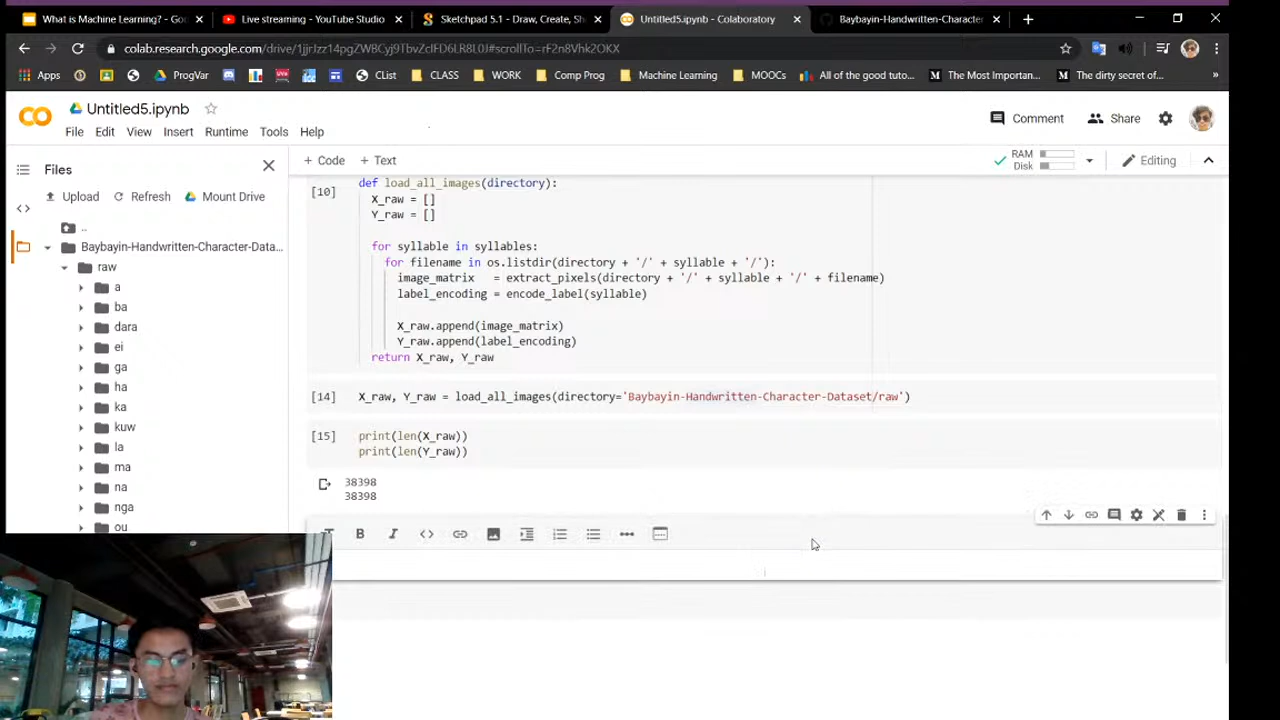 What is Machine Learning? - Goo
Live streaming - YouTube Studio
Sketchpad 5.1 - Draw, Create, Sh
Untitled5.ipynb - Colaboratory
Baybayin-Handwritten-Character
colab.research.google.com/drive/1jjrJzz14pgZWBCyj9TbvZcIFD6LR8L0J#scrollTo=rF2n8Vhk2OKX
Apps
ProgVar
CList
CLASS
WORK
Comp Prog
Machine Learning
MOOCs
All of the good tuto...
The Most Importan...
The dirty secret of...
Untitled5.ipynb
Comment
Share
File Edit View Insert Runtime Tools Help
Files
+ Code + Text
RAM
Disk
Editing
Upload Refresh Mount Drive
..
Baybayin-Handwritten-Character-Data...
raw
a
ba
dara
ei
ga
ha
ka
kuw
la
ma
na
nga
ou
[10]
def load_all_images(directory):
X_raw = []
Y_raw = []
for syllable in syllables:
for filename in os.listdir(directory + '/' + syllable + '/'):
image_matrix = extract_pixels(directory + '/' + syllable + '/' + filename)
label_encoding = encode_label(syllable)
X_raw.append(image_matrix)
Y_raw.append(label_encoding)
return X_raw, Y_raw
[14] X_raw, Y_raw = load_all_images(directory='Baybayin-Handwritten-Character-Dataset/raw')
[15] print(len(X_raw))
print(len(Y_raw))
38398
38398